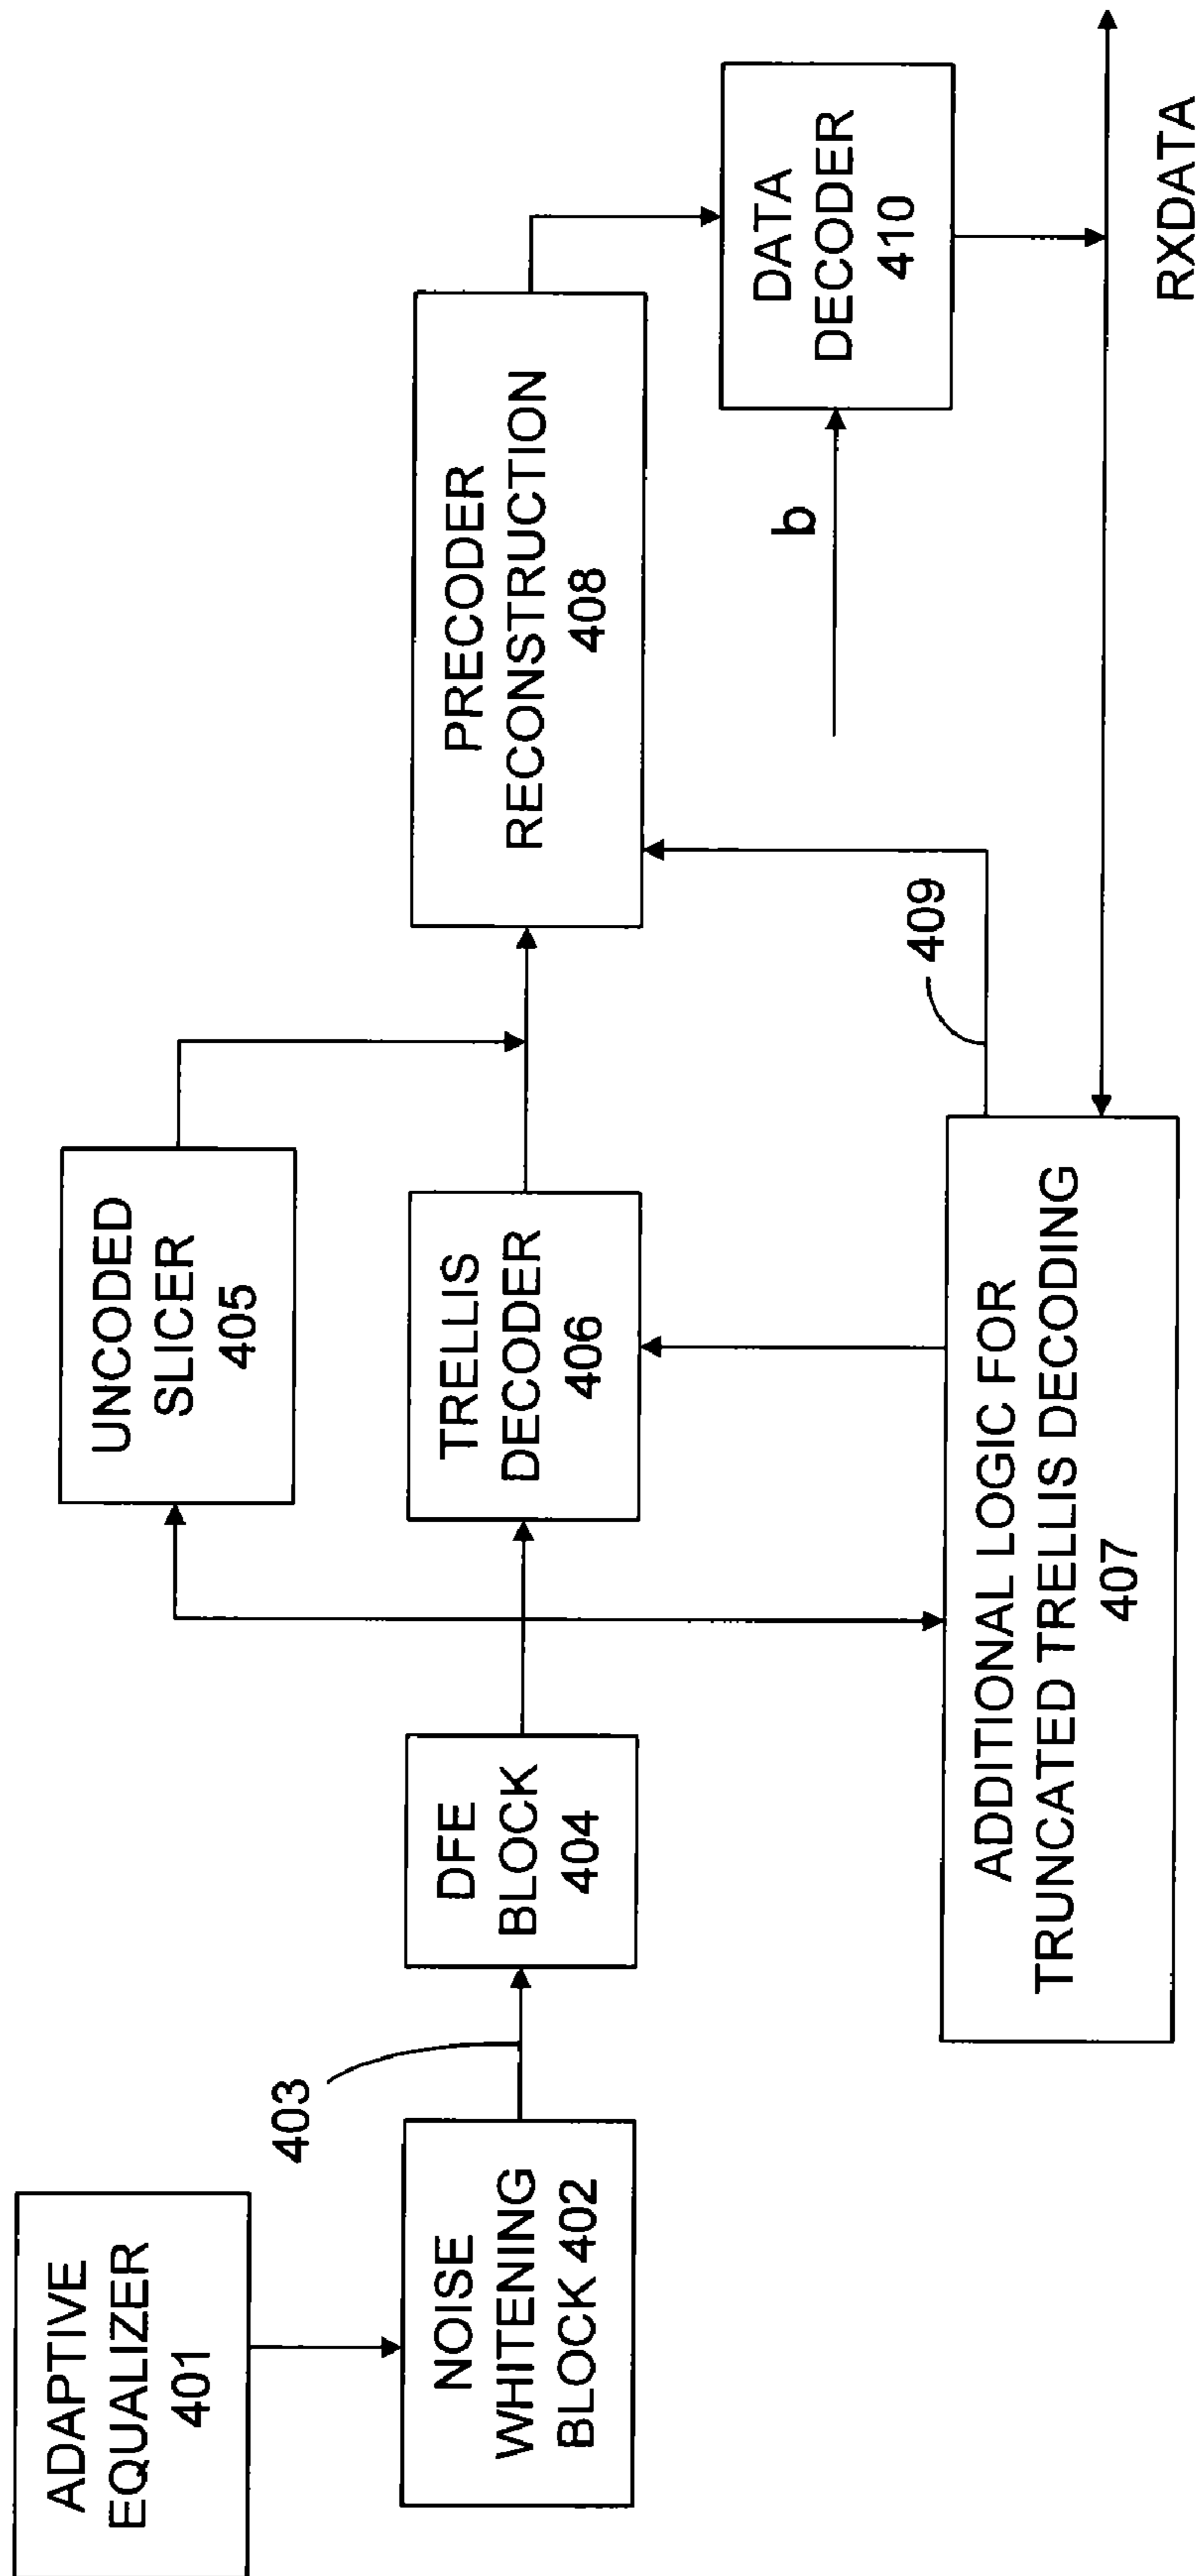 ADAPTIVE
EQUALIZER
401
NOISE
WHITENING
BLOCK 402
403
DFE
BLOCK
404
UNCODED
SLICER
405
TRELLIS
DECODER
406
ADDITIONAL LOGIC FOR
TRUNCATED TRELLIS DECODING
407
409
PRECODER
RECONSTRUCTION
408
b
DATA
DECODER
410
RXDATA